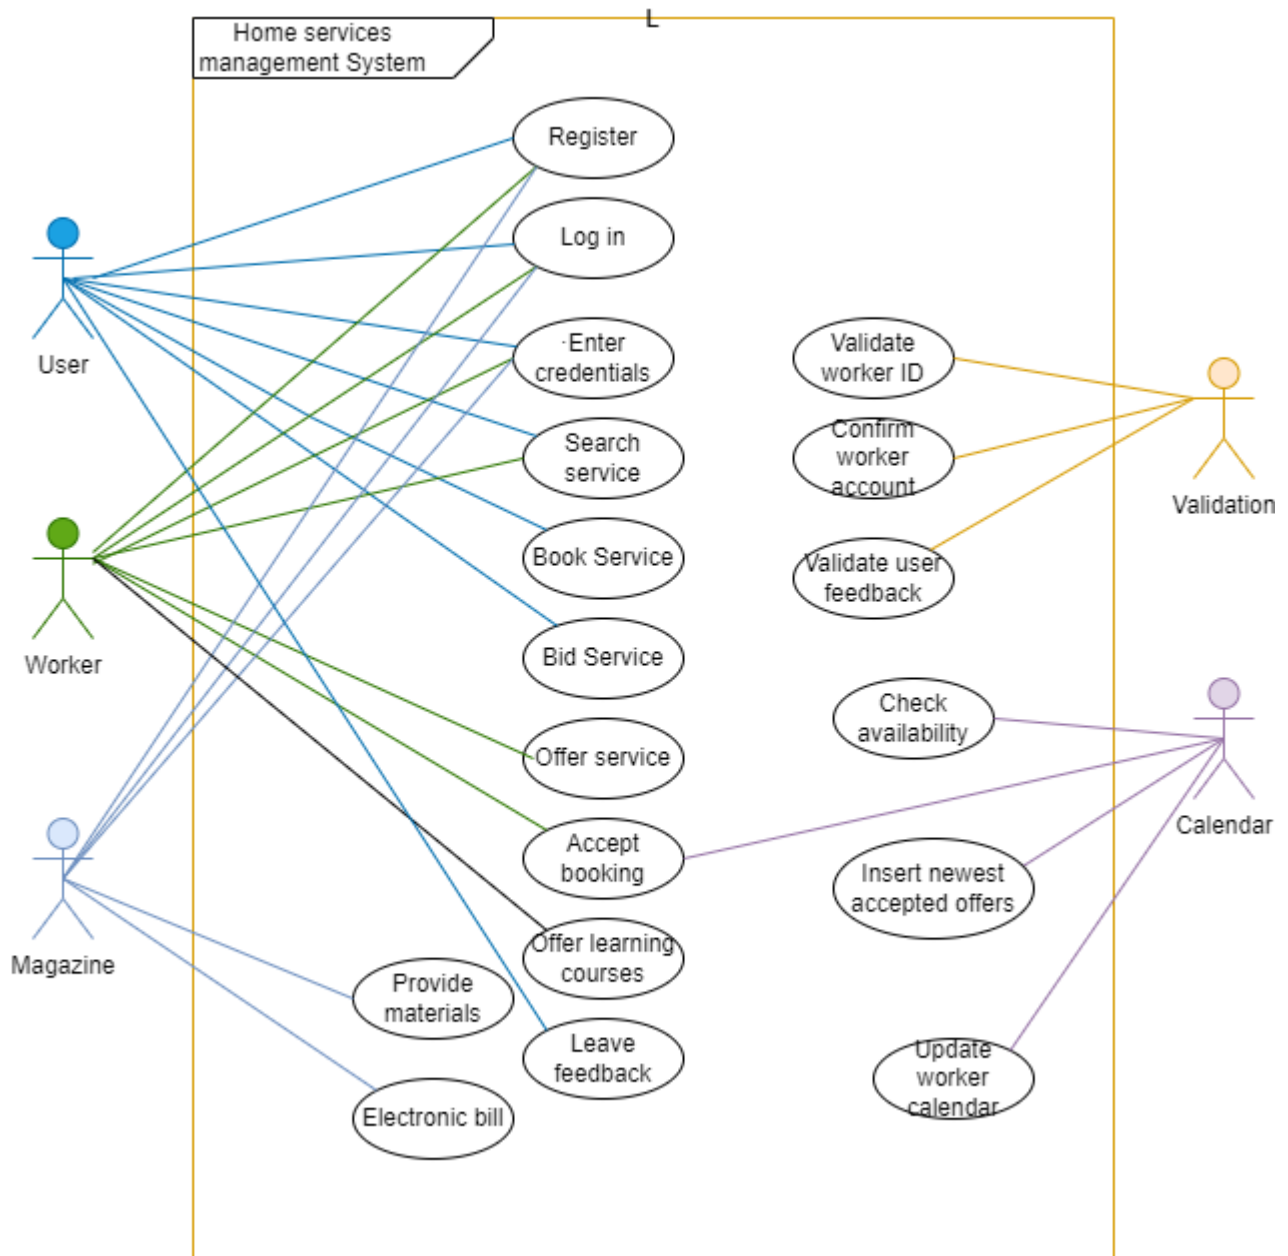 L
Home services
management System
Register
Log in
User
·Enter
credentials
Validate
worker ID
Search
service
Confirm
worker
account
Validation
Book Service
Validate user
feedback
Worker
Bid Service
Check
availability
Offer service
Calendar
Accept
booking
Insert newest
accepted offers
Magazine
Offer learning
courses
Provide
materials
Leave
feedback
Update
worker
calendar
Electronic bill